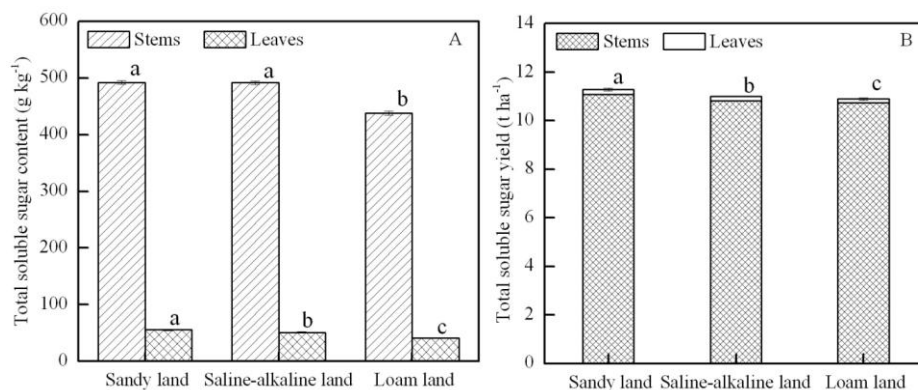 Total soluble sugar content (g kg⁻¹)
600
500
400
300
200
100
0
Stems Leaves
A
a a b
a b c
Sandy land Saline-alkaline land Loam land
Total soluble sugar yield (t ha⁻¹)
14
12
10
8
6
4
2
0
Stems Leaves
B
a b c
Sandy land Saline-alkaline land Loam land